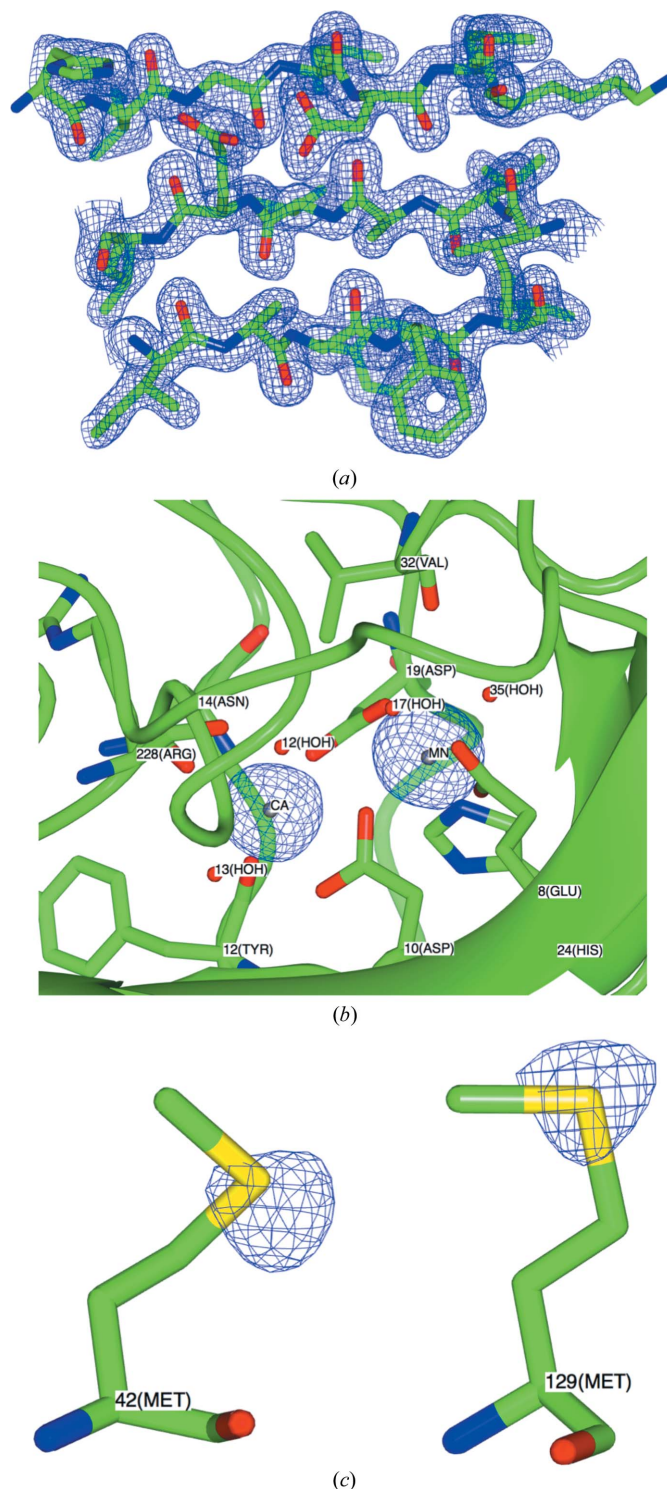 (a)
32(VAL)
19(ASP)
14(ASN)
35(HOH)
17(HOH)
12(HOH)
228(ARG)
MN
CA
13(HOH)
8(GLU)
12(TYR)
10(ASP)
24(HIS)
(b)
42(MET)
129(MET)
(c)